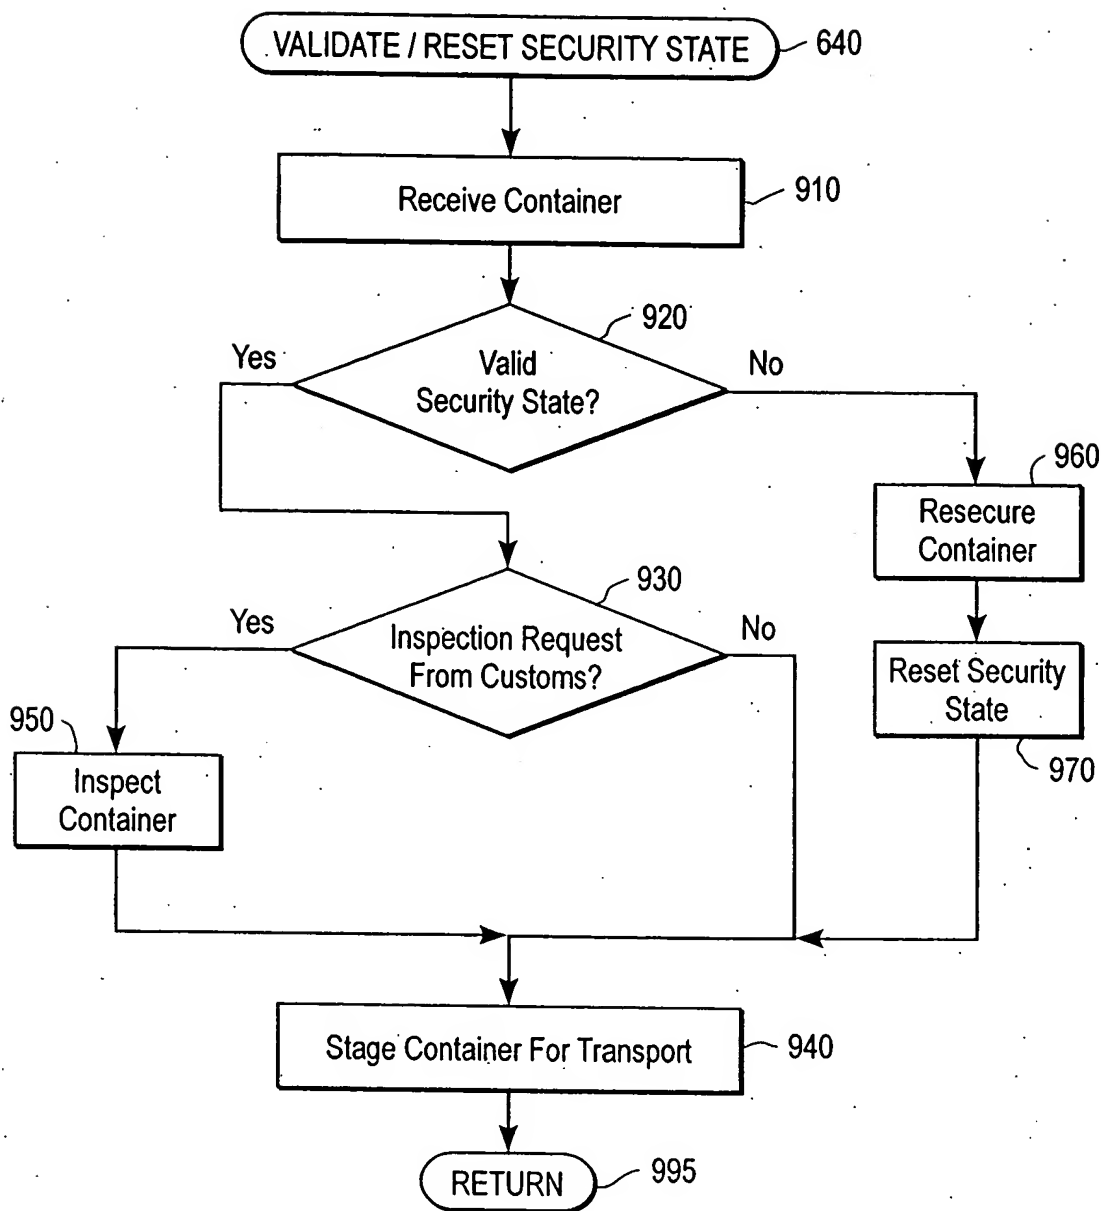 VALIDATE / RESET SECURITY STATE
640
Receive Container
910
920
Yes
Valid
Security State?
No
960
Resecure
Container
930
Yes
Inspection Request
From Customs?
No
Reset Security
State
970
950
Inspect
Container
Stage Container For Transport
940
RETURN
995